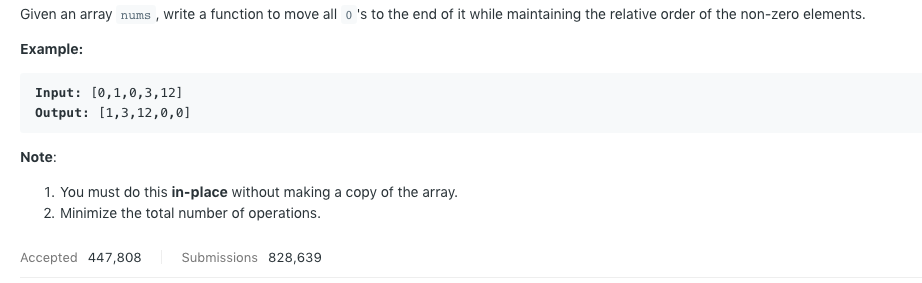 Given an array nums , write a function to move all 0 's to the end of it while maintaining the relative order of the non-zero elements.
Example:
Input: [0,1,0,3,12]
Output: [1,3,12,0,0]
Note:
1. You must do this in-place without making a copy of the array.
2. Minimize the total number of operations.
Accepted 447,808 Submissions 828,639